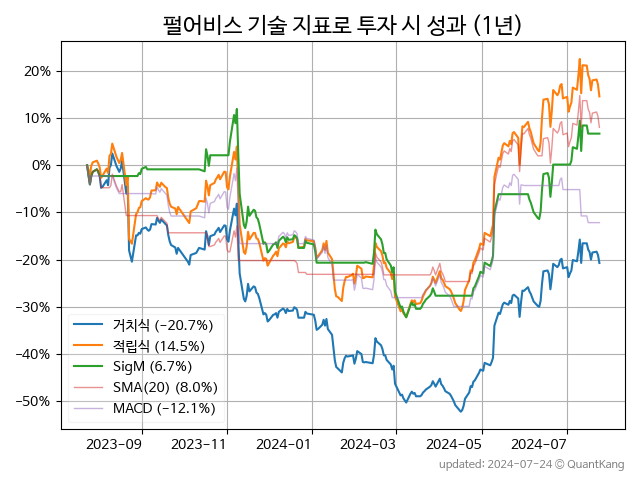 펄어비스 기술 지표로 투자 시 성과 (1년)
20%
10%
0%
−10%
−20%
−30%
−40%
−50%
거치식 (−20.7%)
적립식 (14.5%)
SigM (6.7%)
SMA(20) (8.0%)
MACD (−12.1%)
2023-09
2023-11
2024-01
2024-03
2024-05
2024-07
updated: 2024-07-24 © QuantKang